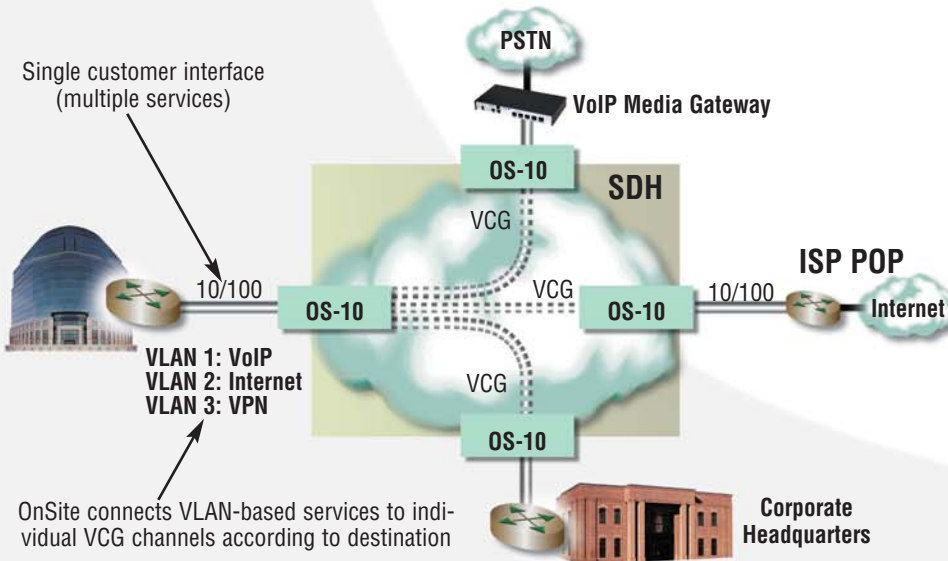 PSTN
Single customer interface
(multiple services)
VoIP Media Gateway
OS-10
SDH
VCG
ISP POP
10/100
OS-10
VCG
OS-10
10/100
Internet
VLAN 1: VoIP
VLAN 2: Internet
VLAN 3: VPN
VCG
OS-10
OnSite connects VLAN-based services to indi-
vidual VCG channels according to destination
Corporate
Headquarters